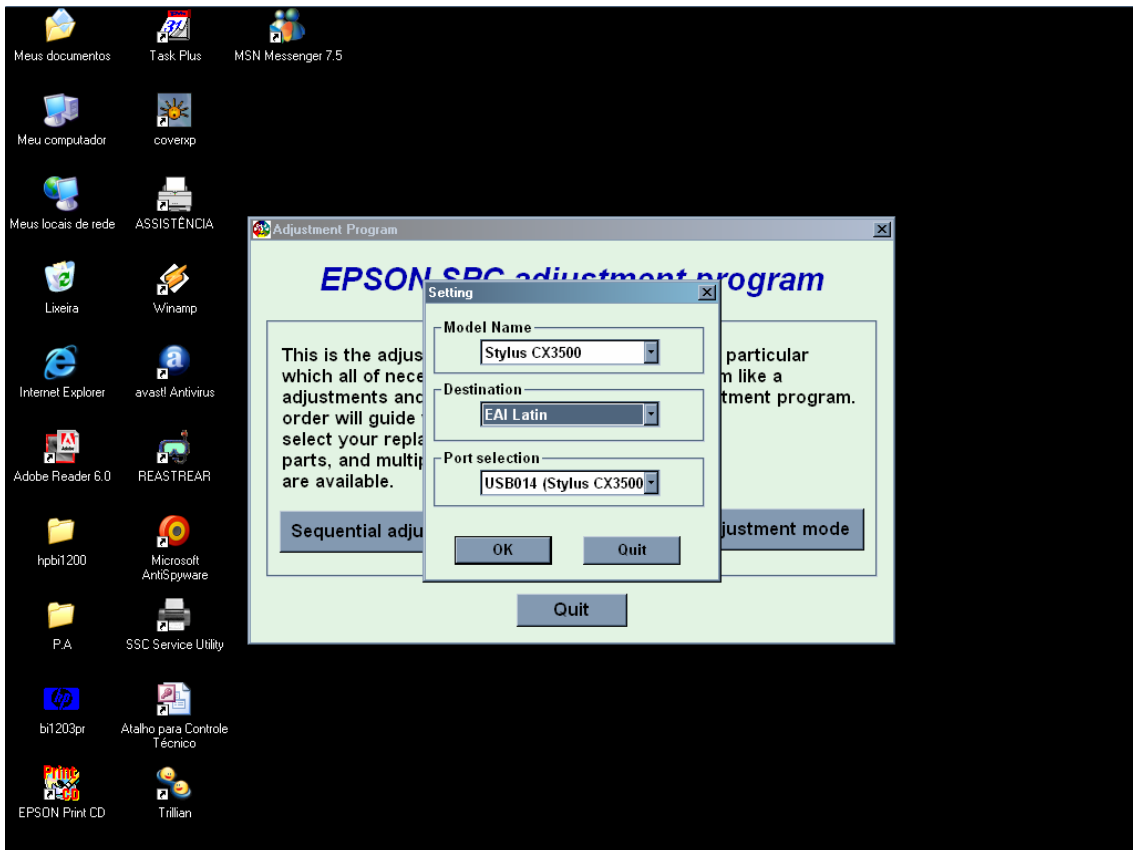 Meus documentos
Task Plus
MSN Messenger 7.5
Meu computador
coverxp
Meus locais de rede
ASSISTÊNCIA
Lixeira
Winamp
Internet Explorer
avast! Antivirus
Adobe Reader 6.0
REASTREAR
hpbi1200
Microsoft
AntiSpyware
P.A
SSC Service Utility
bi1203pr
Atalho para Controle
Técnico
EPSON Print CD
Trillian
Adjustment Program
EPSON SPC adjustment program
This is the adjus
particular
which all of nece
m like a
adjustments and
tment program.
order will guide
select your repla
parts, and multip
are available.
Sequential adju
justment mode
Quit
Setting
Model Name
Stylus CX3500
Destination
EAI Latin
Port selection
USB014 (Stylus CX3500
OK
Quit